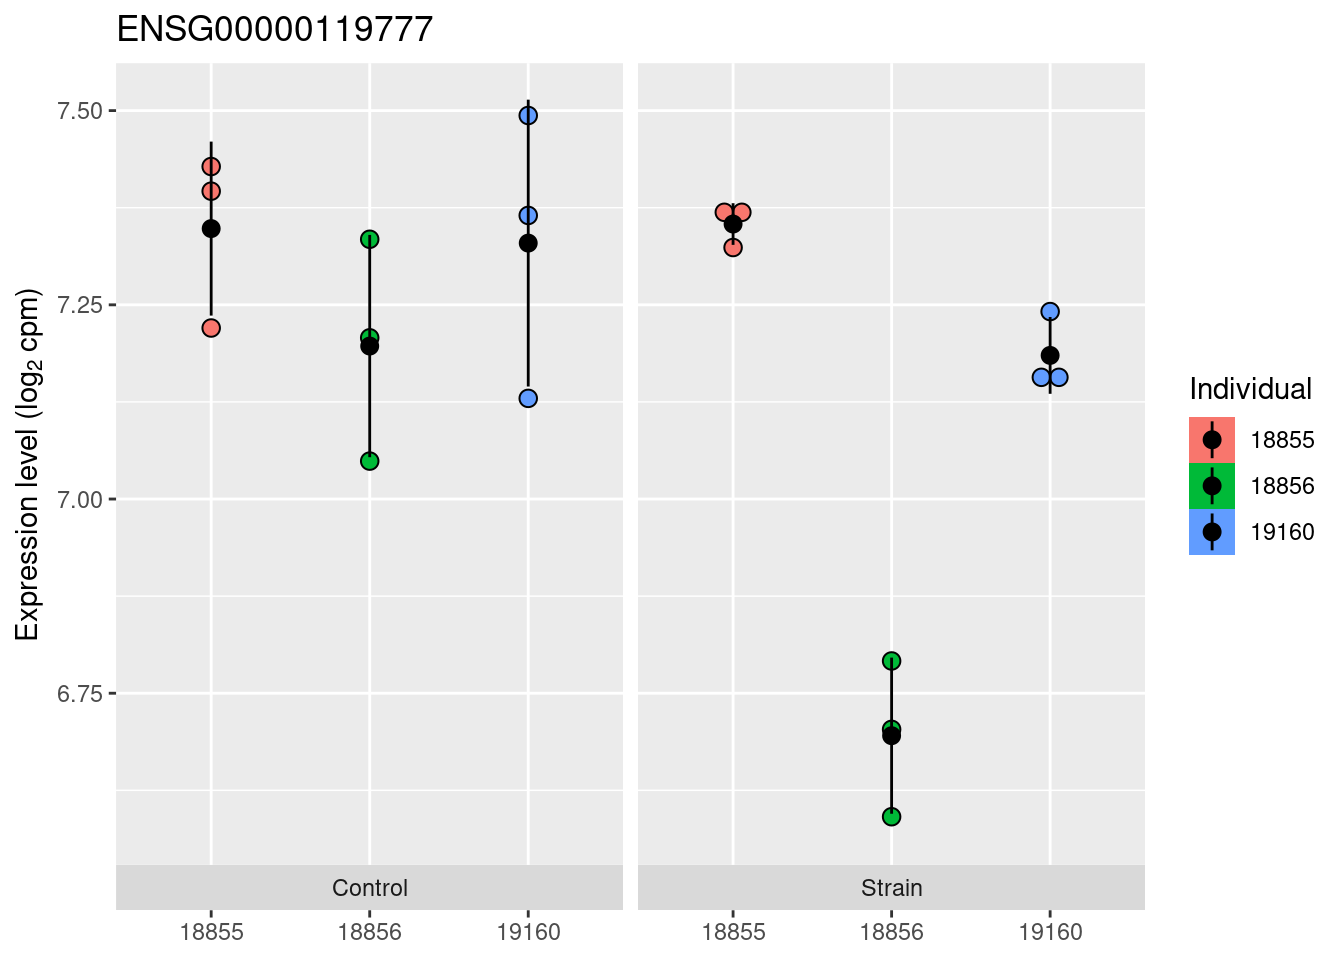 ENSG00000119777
Expression level (log2 cpm)
7.50
7.25
7.00
6.75
Control
Strain
18855
18856
19160
18855
18856
19160
Individual
18855
18856
19160